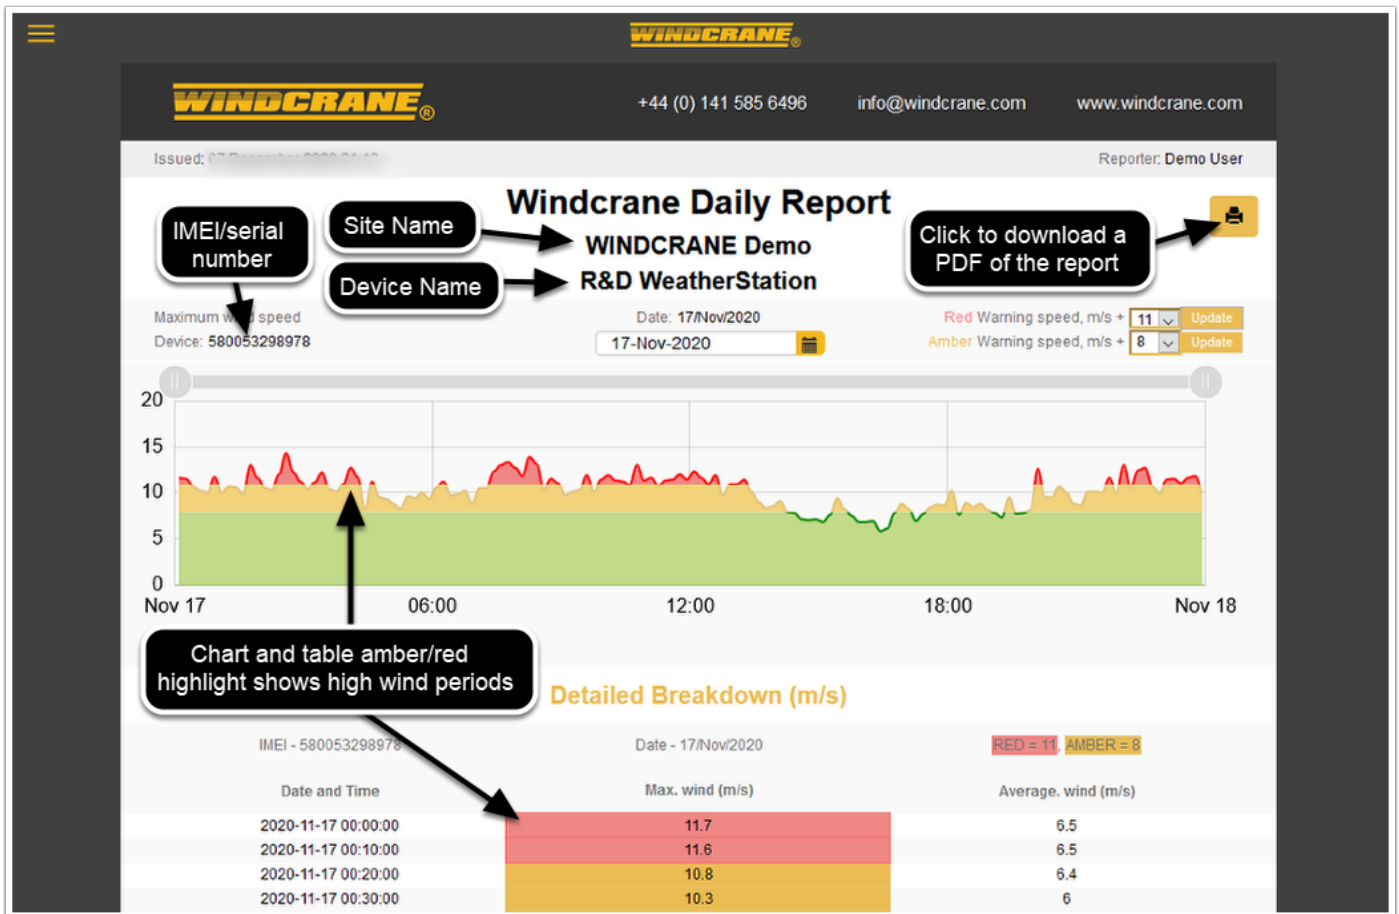 WINDCRANE®
WINDCRANE®
+44 (0) 141 585 6496 info@windcrane.com www.windcrane.com
Issued: Reporter: Demo User
Windcrane Daily Report
IMEI/serial number
Site Name
WINDCRANE Demo
Click to download a PDF of the report
Device Name
R&D WeatherStation
Maximum speed
Date: 17/Nov/2020
Red Warning speed, m/s + 11 Update
Device: 580053298978
17-Nov-2020
Amber Warning speed, m/s + 8 Update
20
15
10
5
0
Nov 17 06:00 12:00 18:00 Nov 18
Chart and table amber/red
highlight shows high wind periods
Detailed Breakdown (m/s)
IMEI - 580053298978 Date - 17/Nov/2020 RED = 11, AMBER = 8
Date and Time Max. wind (m/s) Average. wind (m/s)
2020-11-17 00:00:00 11.7 6.5
2020-11-17 00:10:00 11.6 6.5
2020-11-17 00:20:00 10.8 6.4
2020-11-17 00:30:00 10.3 6